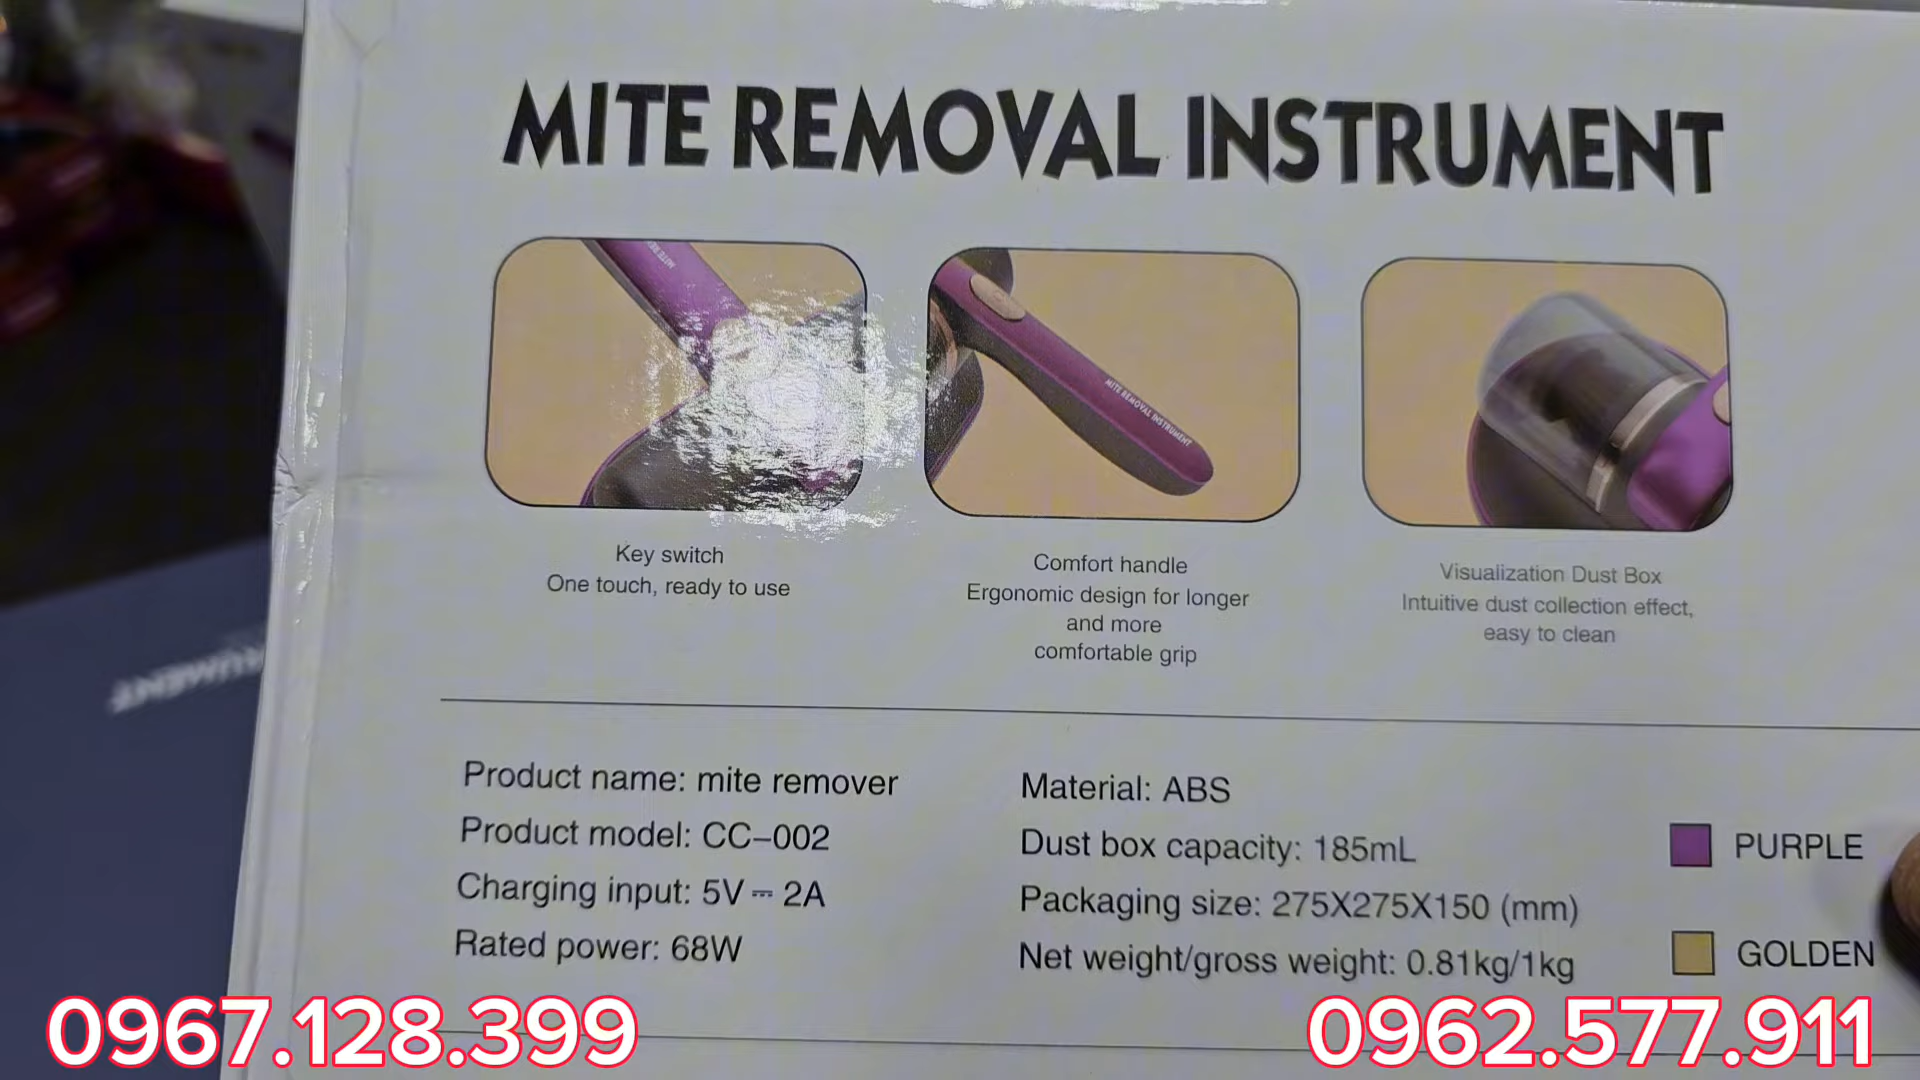 MITE REMOVAL INSTRUMENT
MITE REMOVAL INSTRUMENT
Key switch
One touch, ready to use
Comfort handle
Ergonomic design for longer
and more
comfortable grip
Visualization Dust Box
Intuitive dust collection effect,
easy to clean
Product name: mite remover
Product model: CC-002
Charging input: 5V⎓2A
Rated power: 68W
Material: ABS
Dust box capacity: 185mL
Packaging size: 275X275X150 (mm)
Net weight/gross weight: 0.81kg/1kg
PURPLE
GOLDEN
0967.128.399
0962.577.911